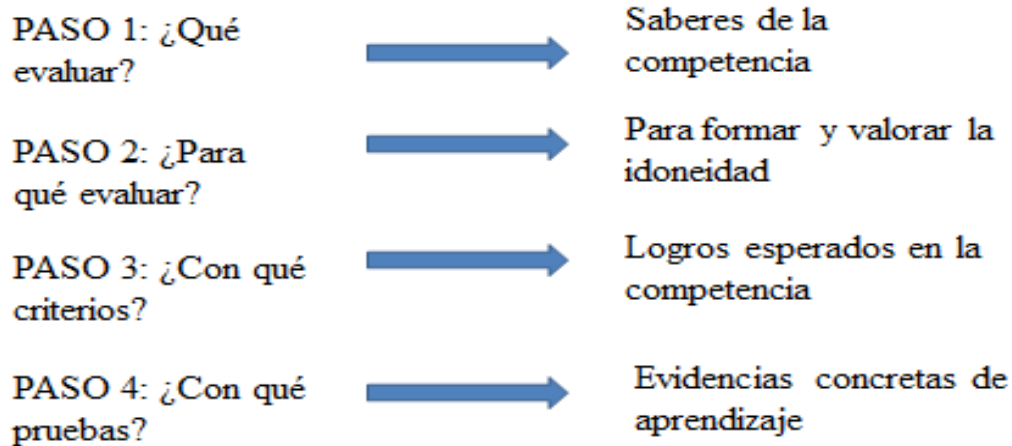 PASO 1: ¿Qué
evaluar?
Saberes de la
competencia
PASO 2: ¿Para
qué evaluar?
Para formar y valorar la
idoneidad
PASO 3: ¿Con qué
criterios?
Logros esperados en la
competencia
PASO 4: ¿Con qué
pruebas?
Evidencias concretas de
aprendizaje